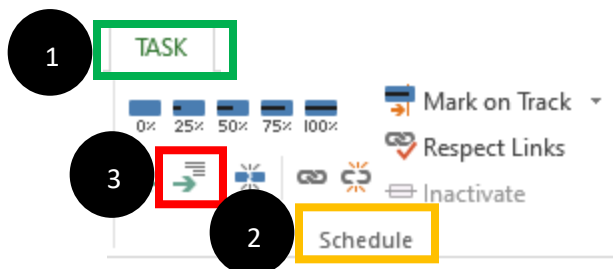 1
TASK
0% 25% 50% 75% 100%
Mark on Track
Respect Links
3
Inactivate
2
Schedule